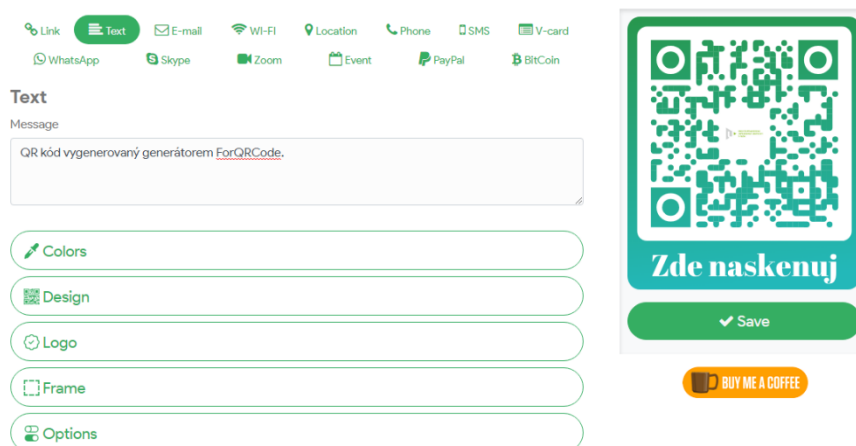 Link Text E-mail WI-FI Location Phone SMS V-card
WhatsApp Skype Zoom Event PayPal BitCoin
Text
Message
QR kód vygenerovaný generátorem ForQRCode.
Colors
Design
Logo
Frame
Options
Zde naskenuj
Save
BUY ME A COFFEE